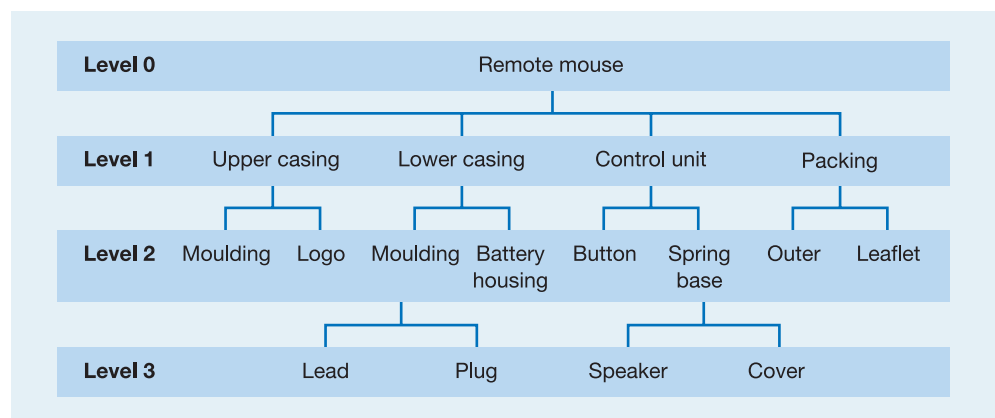 Level 0 Remote mouse
Level 1 Upper casing Lower casing Control unit Packing
Level 2 Moulding Logo Moulding Battery housing Button Spring base Outer Leaflet
Level 3 Lead Plug Speaker Cover